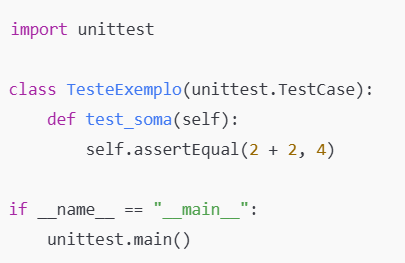 import unittest

class TesteExemplo(unittest.TestCase):
    def test_soma(self):
        self.assertEqual(2 + 2, 4)

if __name__ == "__main__":
    unittest.main()